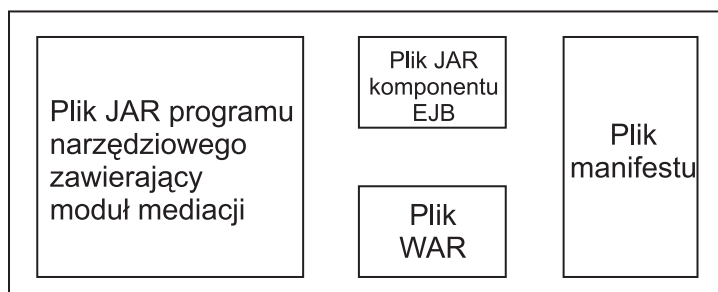 Plik JAR programu
narzędziowego
zawierający
moduł mediacji
Plik JAR
komponentu
EJB
Plik
WAR
Plik
manifestu